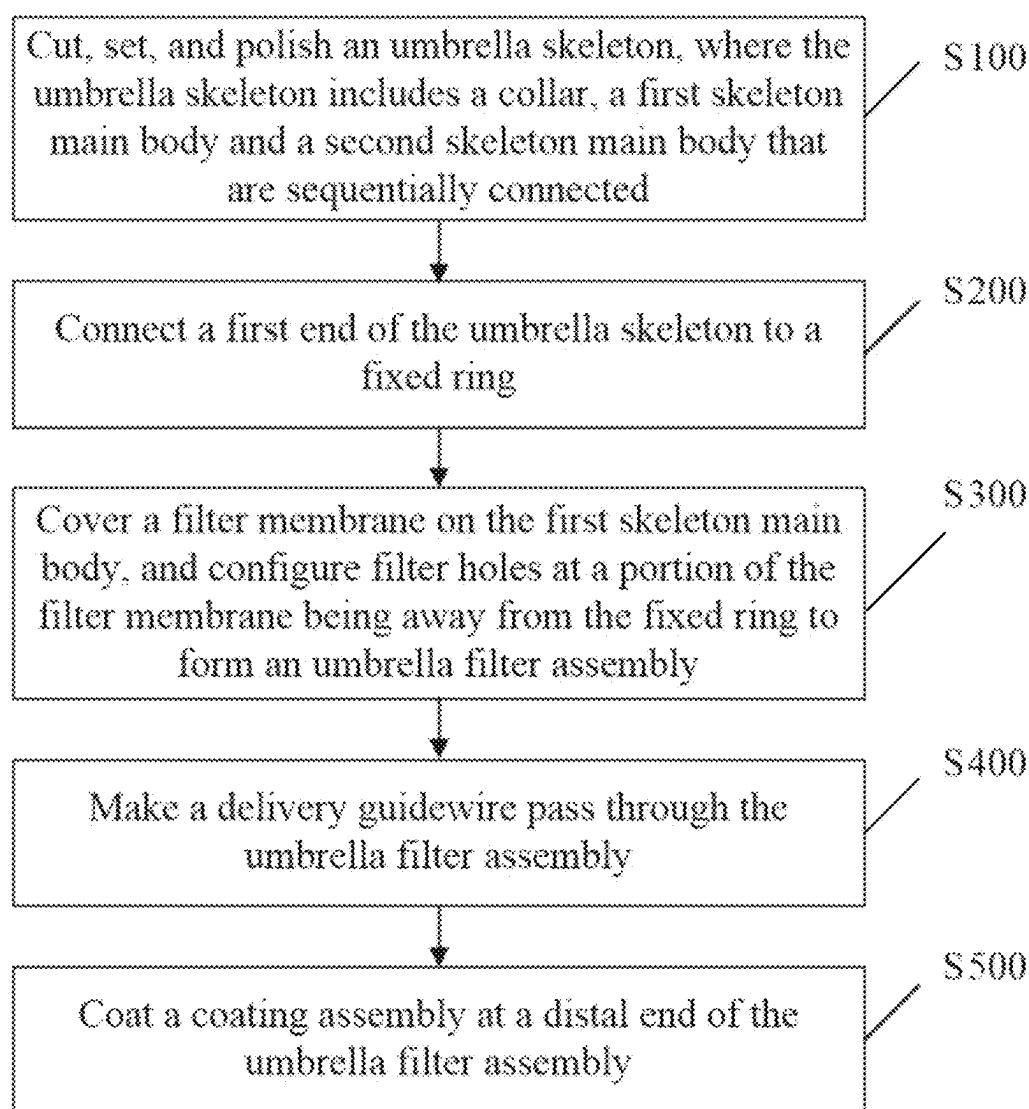 Cut, set, and polish an umbrella skeleton, where the
umbrella skeleton includes a collar, a first skeleton
main body and a second skeleton main body that
are sequentially connected
S100
Connect a first end of the umbrella skeleton to a
fixed ring
S200
Cover a filter membrane on the first skeleton main
body, and configure filter holes at a portion of the
filter membrane being away from the fixed ring to
form an umbrella filter assembly
S300
Make a delivery guidewire pass through the
umbrella filter assembly
S400
Coat a coating assembly at a distal end of the
umbrella filter assembly
S500